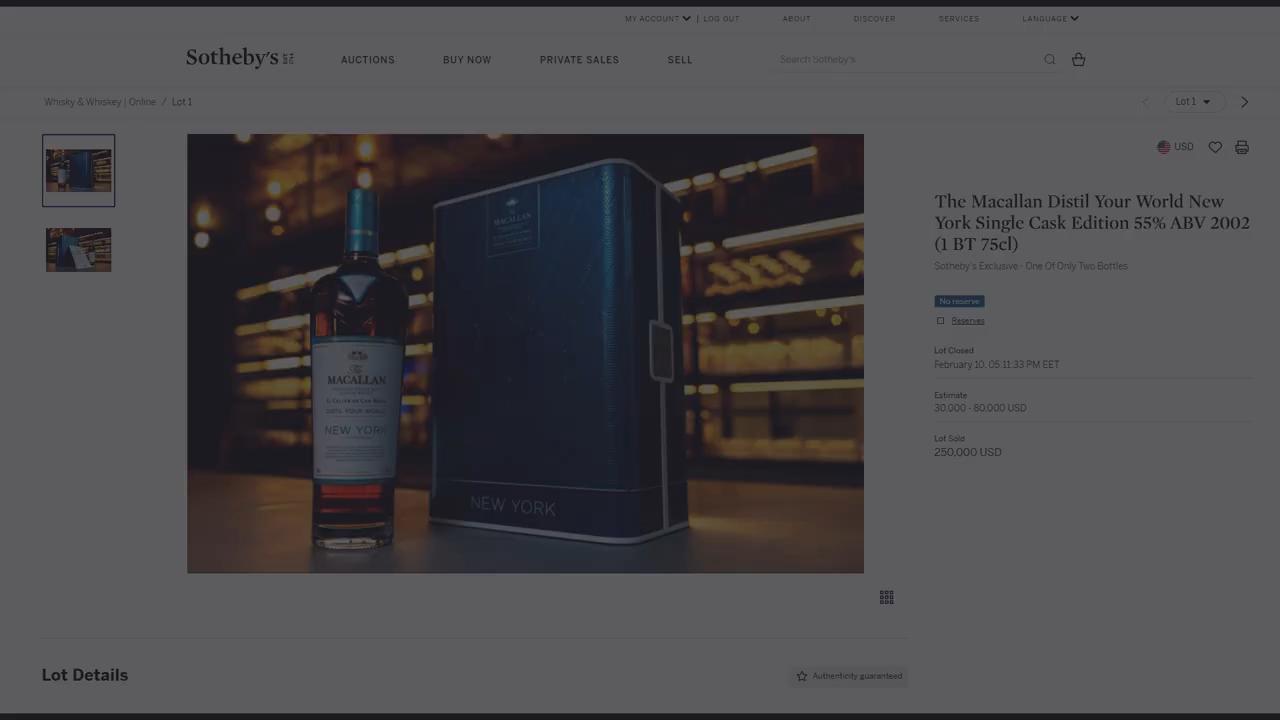 MY ACCOUNT | LOG OUT ABOUT DISCOVER SERVICES LANGUAGE
Sotheby's EST 1744 AUCTIONS BUY NOW PRIVATE SALES SELL Search Sotheby's
Whisky & Whiskey | Online / Lot 1 Lot 1
USD
The Macallan Distil Your World New
York Single Cask Edition 55% ABV 2002
(1 BT 75cl)
Sotheby's Exclusive - One Of Only Two Bottles
No reserve
Reserves
Lot Closed
February 10, 05:11:33 PM EET
Estimate
30,000 - 80,000 USD
Lot Sold
250,000 USD
The
MACALLAN
The
MACALLAN
DISTIL YOUR WORLD
NEW YORK
NEW YORK
Lot Details Authenticity guaranteed